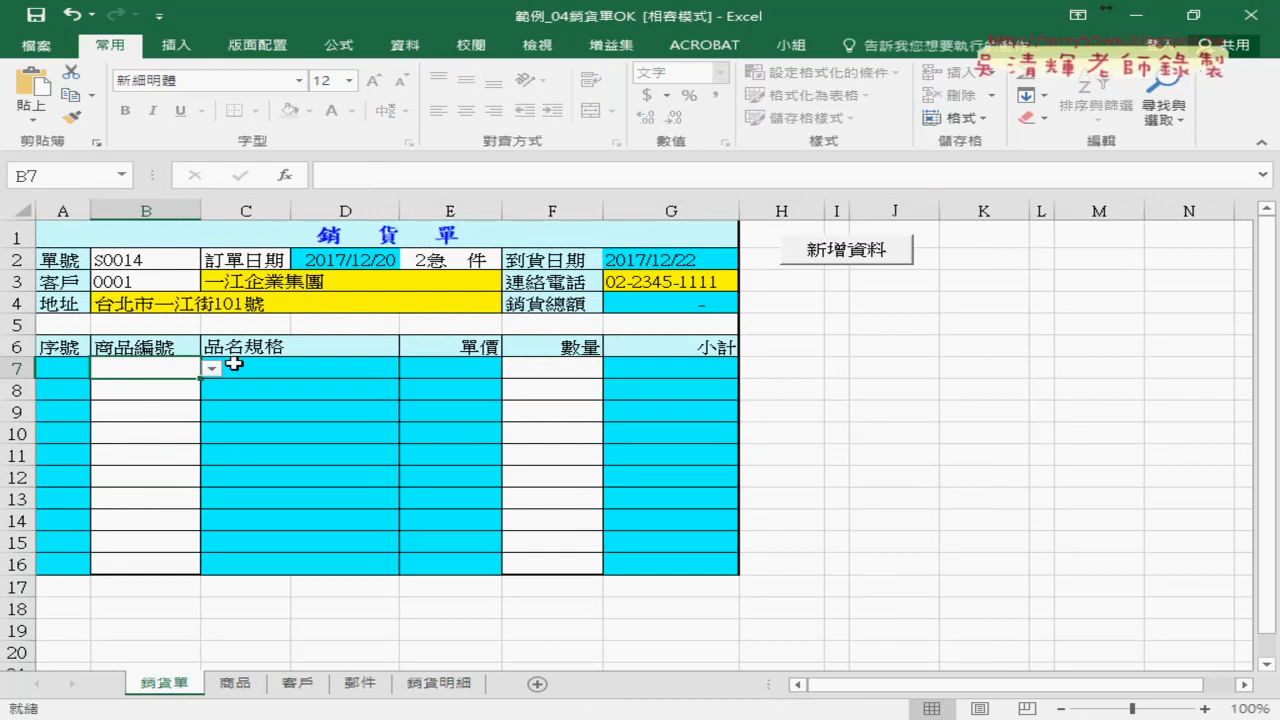 範例_04銷貨單OK [相容模式] - Excel
檔案 常用 插入 版面配置 公式 資料 校閱 檢視 增益集 ACROBAT 小組 告訴我您想要執行 共用
吳清輝老師錄製
貼上 新細明體 12 文字 設定格式化的條件 插入
B I U $ % , 格式化為表格 刪除 排序與篩選 尋找與選取
儲存格樣式 格式
剪貼簿 字型 對齊方式 數值 樣式 儲存格 編輯
B7 fx
A B C D E F G H I J K L M N
1 銷 貨 單 新增資料
2 單號 S0014 訂單日期 2017/12/20 2急 件 到貨日期 2017/12/22
3 客戶 0001 一江企業集團 連絡電話 02-2345-1111
4 地址 台北市一江街101號 銷貨總額 -
5
6 序號 商品編號 品名規格 單價 數量 小計
7
8
9
10
11
12
13
14
15
16
17
18
19
20
銷貨單 商品 客戶 郵件 銷貨明細
就緒 100%